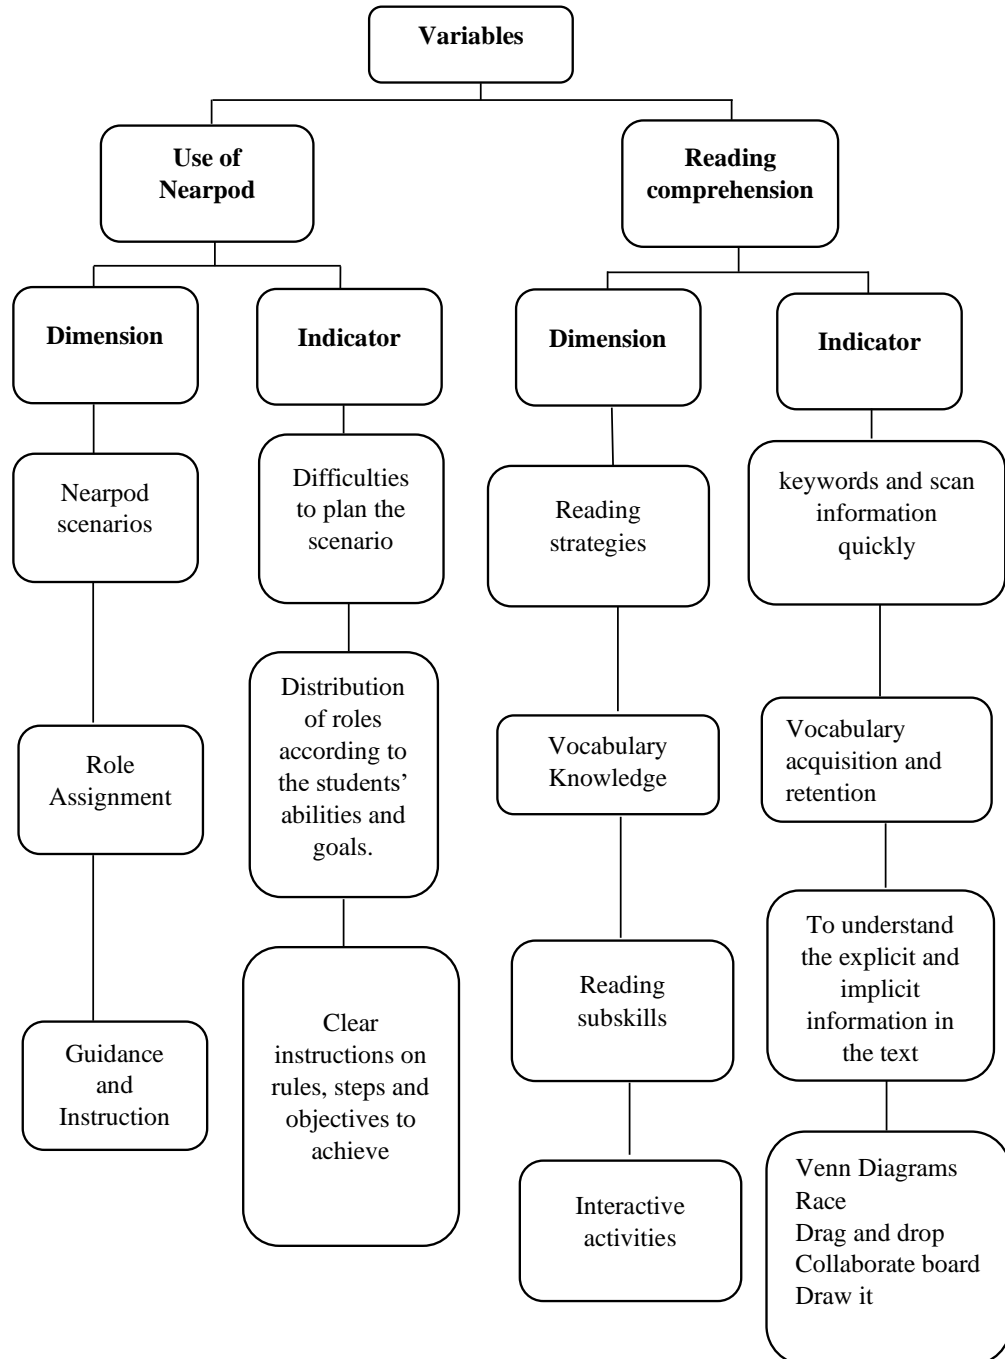 Variables
Use of
Nearpod
Reading
comprehension
Dimension
Indicator
Dimension
Indicator
Nearpod
scenarios
Difficulties
to plan the
scenario
Reading
strategies
keywords and scan
information
quickly
Role
Assignment
Distribution
of roles
according to
the students’
abilities and
goals.
Vocabulary
Knowledge
Vocabulary
acquisition and
retention
Guidance
and
Instruction
Clear
instructions on
rules, steps and
objectives to
achieve
Reading
subskills
To understand
the explicit and
implicit
information in
the text
Interactive
activities
Venn Diagrams
Race
Drag and drop
Collaborate board
Draw it